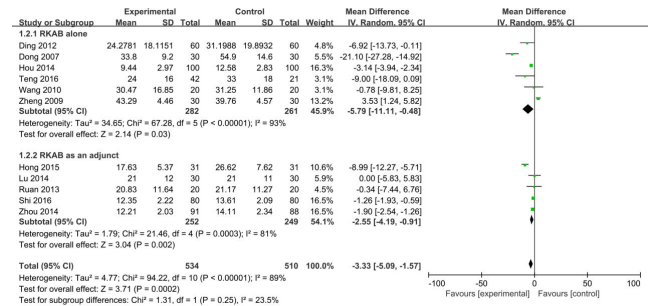 Experimental Control Mean Difference Mean Difference
Study or Subgroup Mean SD Total Mean SD Total Weight IV. Random. 95% CI IV. Random. 95% CI
1.2.1 RKAB alone
Ding 2012 24.2781 18.1151 60 31.1988 19.8932 60 4.8% -6.92 [-13.73, -0.11]
Dong 2007 33.8 9.2 30 54.9 14.6 30 5.5% -21.10 [-27.28, -14.92]
Hou 2014 9.44 2.97 100 12.58 2.83 100 14.4% -3.14 [-3.94, -2.34]
Teng 2016 24 16 42 33 18 21 3.1% -9.00 [-18.09, 0.09]
Wang 2010 30.47 16.85 20 31.25 11.86 20 3.2% -0.78 [-9.81, 8.25]
Zheng 2009 43.29 4.46 30 39.76 4.57 30 13.0% 3.53 [1.24, 5.82]
Subtotal (95% CI) 282 261 45.9% -5.79 [-11.11, -0.48]
Heterogeneity: Tau² = 34.65; Chi² = 67.28, df = 5 (P < 0.00001); I² = 93%
Test for overall effect: Z = 2.14 (P = 0.03)
1.2.2 RKAB as an adjunct
Hong 2015 17.63 5.37 31 26.62 7.62 31 10.6% -8.99 [-12.27, -5.71]
Lu 2014 21 12 30 21 11 30 5.9% 0.00 [-5.83, 5.83]
Ruan 2013 20.83 11.64 20 21.17 11.27 20 4.5% -0.34 [-7.44, 6.76]
Shi 2016 12.35 2.22 80 13.61 2.09 80 14.5% -1.26 [-1.93, -0.59]
Zhou 2014 12.21 2.03 91 14.11 2.34 88 14.5% -1.90 [-2.54, -1.26]
Subtotal (95% CI) 252 249 54.1% -2.55 [-4.19, -0.91]
Heterogeneity: Tau² = 1.79; Chi² = 21.46, df = 4 (P = 0.0003); I² = 81%
Test for overall effect: Z = 3.04 (P = 0.002)
Total (95% CI) 534 510 100.0% -3.33 [-5.09, -1.57]
Heterogeneity: Tau² = 4.77; Chi² = 94.22, df = 10 (P < 0.00001); I² = 89%
Test for overall effect: Z = 3.71 (P = 0.0002)
Test for subgroup differences: Chi² = 1.31, df = 1 (P = 0.25), I² = 23.5%
-100 -50 0 50 100
Favours [experimental] Favours [control]